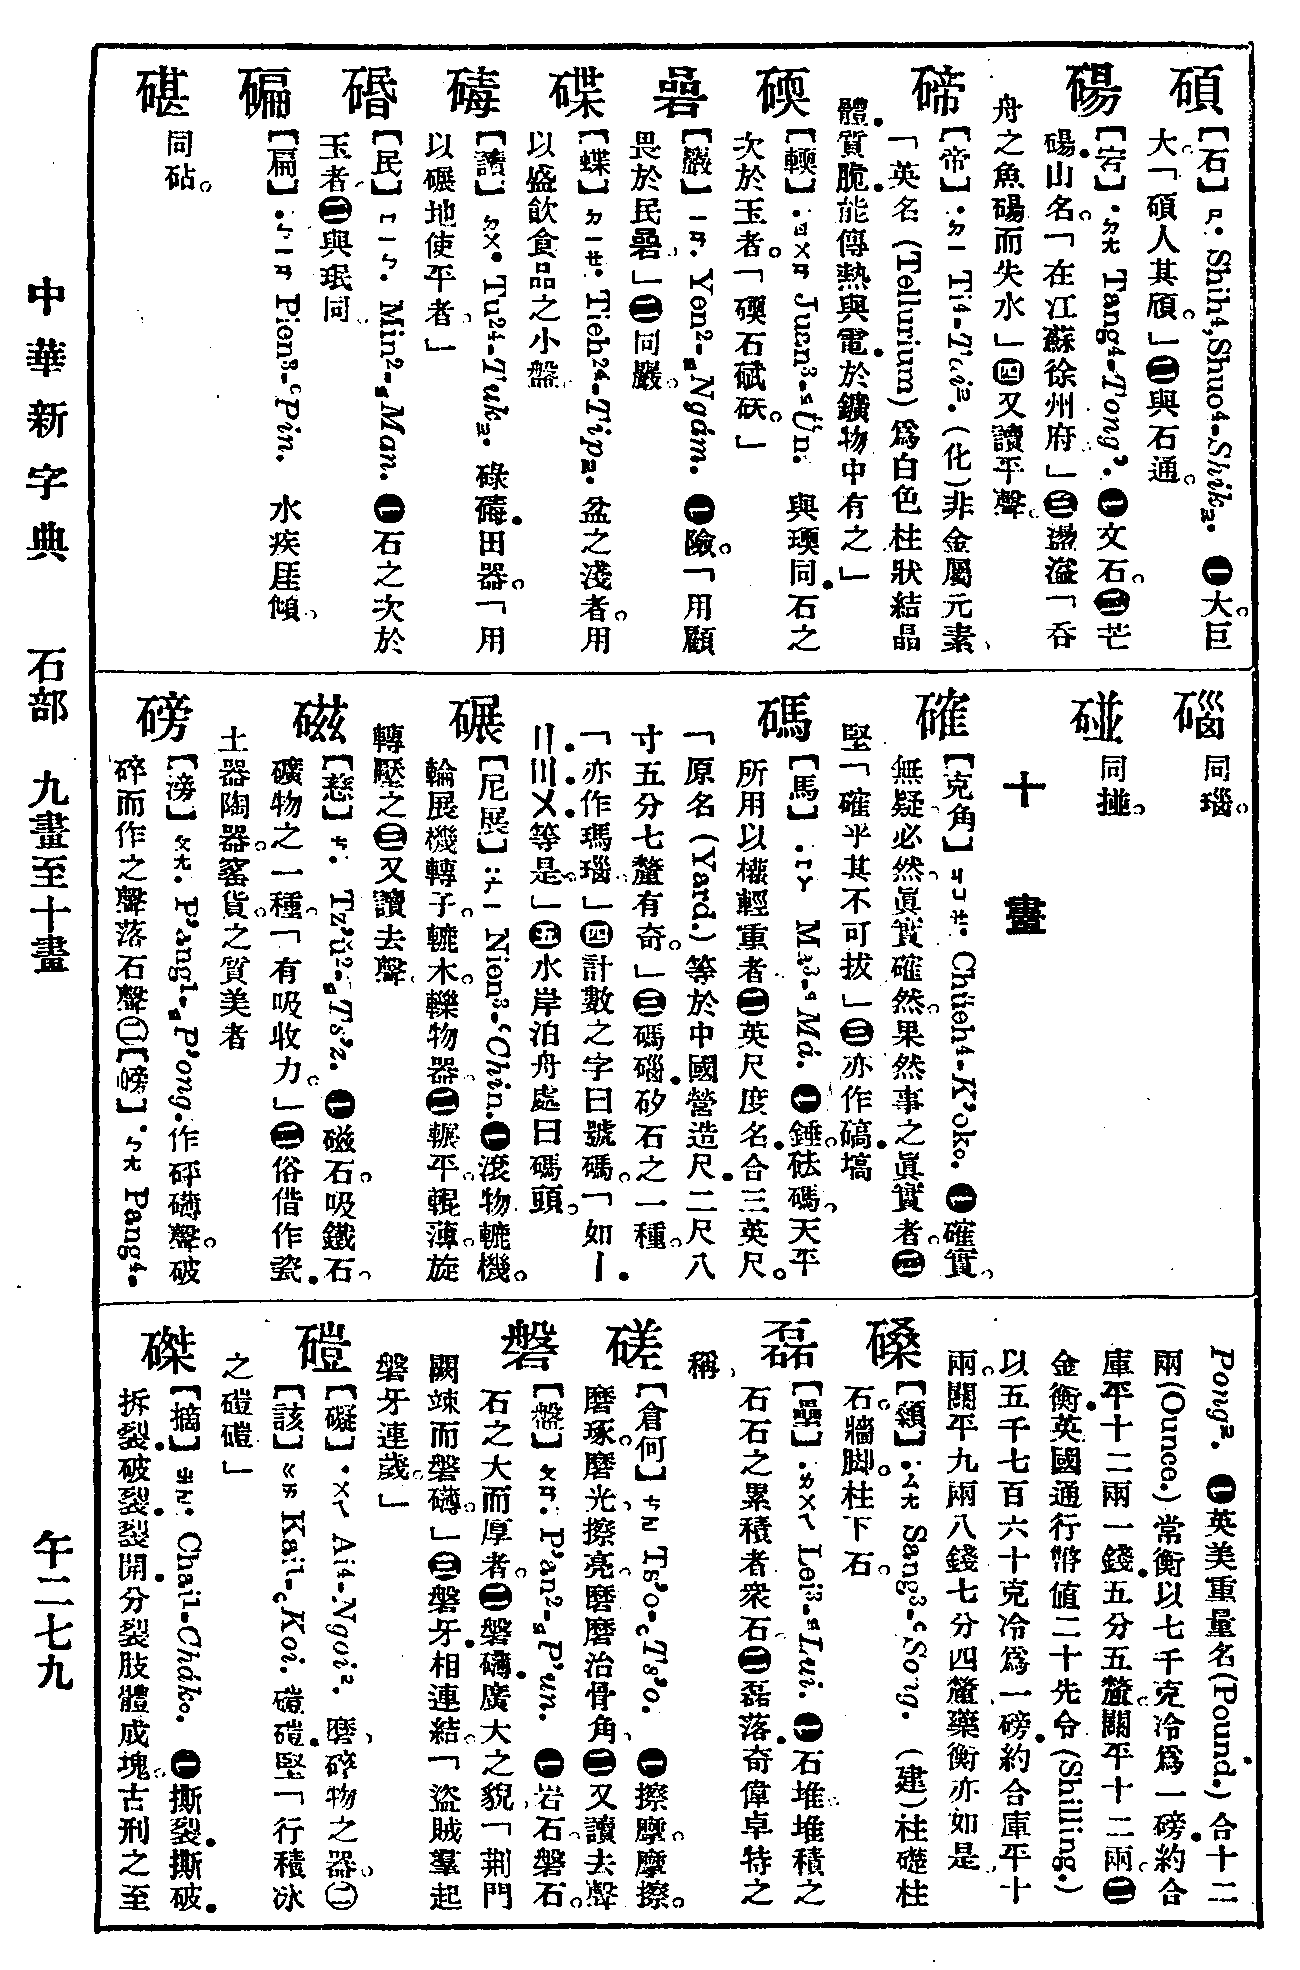 碩
【石】ㄕ. Shih⁴, Shuo⁴-Shik₂. ㊀大。巨
大。「碩人其頎。」㊁與石通。
碭
【宕】·ㄉㄤ Tang⁴-Tong². ㊀文石。㊁芒
碭山名。「在江蘇徐州府」㊂盪溢「吞
舟之魚碭而失水」㊃又讀平聲。
碲
【帝】·ㄉㄧ Ti⁴-Tui². (化)非金屬元素、
「英名(Tellurium)爲白色柱狀結晶
體。質脆能傳熱與電於鑛物中有之」
碝
【輭】·ㄖㄨㄢ Juen³-Ün. 與瓀同。石之
次於玉者。「碝石碔砆。」
碞
【巖】ㄧㄢ. Yen²-Ngám. ㊀險。「用顧
畏於民碞」㊁同巖。
碟
【蝶】ㄉㄧㄝ. Tieh²⁴-Tip₂. 盆之淺者。用
以盛飲食品之小盤
碡
【讀】ㄉㄨ. Tu²⁴-Tuk₂. 碌碡田器。「用
以碾地使平者」
碈
【民】ㄇㄧㄣ. Min²-Man. ㊀石之次於
玉者㊁與珉同
碥
【扁】·ㄅㄧㄢ Pien³-Pin. 水疾厓傾。
碪
同砧。
碯
同瑙。
碰
同掽。
十 畫
確
【克角】ㄑㄩㄝ. Chüeh⁴-K'ok₀. ㊀確實、
無疑、必然眞實確然。果然事之眞實者。㊁
堅「確乎其不可拔」㊂亦作碻塙
碼
【馬】·ㄇㄚ Ma³-Má. ㊀錘。砝碼。天平
所用以權輕重者㊁英尺度名。合三英尺。
「原名(Yard.)等於中國營造尺二尺八
寸五分七釐有奇。」㊂碼碯矽石之一種。
「亦作瑪瑙」㊃計數之字曰號碼。「如〡
〢〣〤等是。」㊄水岸泊舟處曰碼頭。
碾
【尼展】·ㄋㄧㄢ Nien³-Chin. ㊀滾物轆機。
輪展機轉子。轆木。轢物器㊁輾平。輥薄。旋
轉壓之㊂又讀去聲
磁
【慈】ㄘ. Tz'ŭ²-Ts'z. ㊀磁石。吸鐵石、
礦物之一種「有吸收力。」㊁俗借作瓷
土器陶器。窰貨之質美者
磅
【滂】ㄆㄤ. P'ang¹-P'ong. 作砰磅聲。破
碎而作之聲落石聲㊁【嗙】·ㄅㄤ Pang⁴-
Pong². ㊀英美重量名(Pound.)合十二
兩(Ounce.)常衡以七千克冷爲一磅約合
庫平十二兩一錢五分五釐關平十二兩。㊁
金衡英國通行幣値二十先令(Shilling.)
以五千七百六十克冷爲一磅約合庫平十
兩關平九兩八錢七分四釐藥衡亦如是
磉
【顙】·ㄙㄤ Sang³-Song. (建)柱礎柱
石。牆脚。柱下石。
磊
【壘】·ㄌㄨㄟ Lei³-Lui. ㊀石堆。堆積之
石。石之累積者衆石。㊁磊落奇偉卓特之
稱、
磋
【倉何】ㄘㄛ Ts'o-Ts'o. ㊀擦。摩。摩擦。
磨琢磨光、擦亮。磨磨治骨角、㊁又讀去聲
磐
【盤】ㄆㄢ. P'an²-P'un. ㊀岩石。磐石。
石之大而厚者。㊁磐礴廣大之貌「荆門
闕竦而磐礴」㊂磐牙相連結。「盜賊羣起
磐牙連歲。」
磑
【礙】·ㄨㄟ Ai⁴-Ngoi². 磨、碎物之器。㊁
【該】ㄍㄞ Kai¹-Koi. 磑磑堅「行積冰
之磑磑」
磔
【摘】ㄓㄞ. Chai¹-Chák₀. ㊀撕裂撕破。
拆裂破裂裂開分裂肢體成塊。古刑之至
中華新字典 石部 九畫至十畫 午二七九